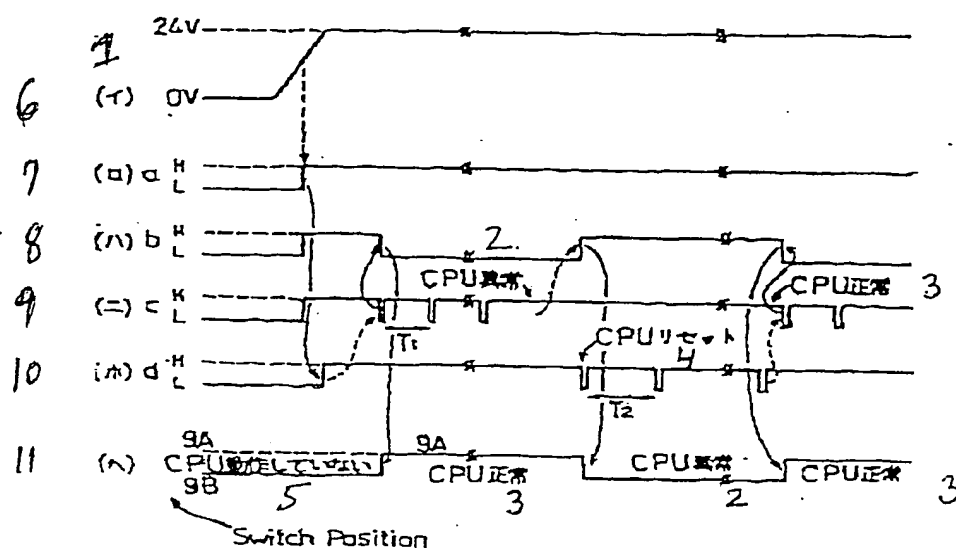 1 24V
6 (イ) 0V
7 (ロ) a H
L
8 (ハ) b H
L
2.
CPU異常
9 (ニ) c H
L
CPU正常 3
T1
CPUリセット
4
10 (ホ) d H
L
T2
9A
9A
11 (ヘ) CPU動作していない
CPU正常
CPU異常
CPU正常 3
9B
5
3
2
Switch Position